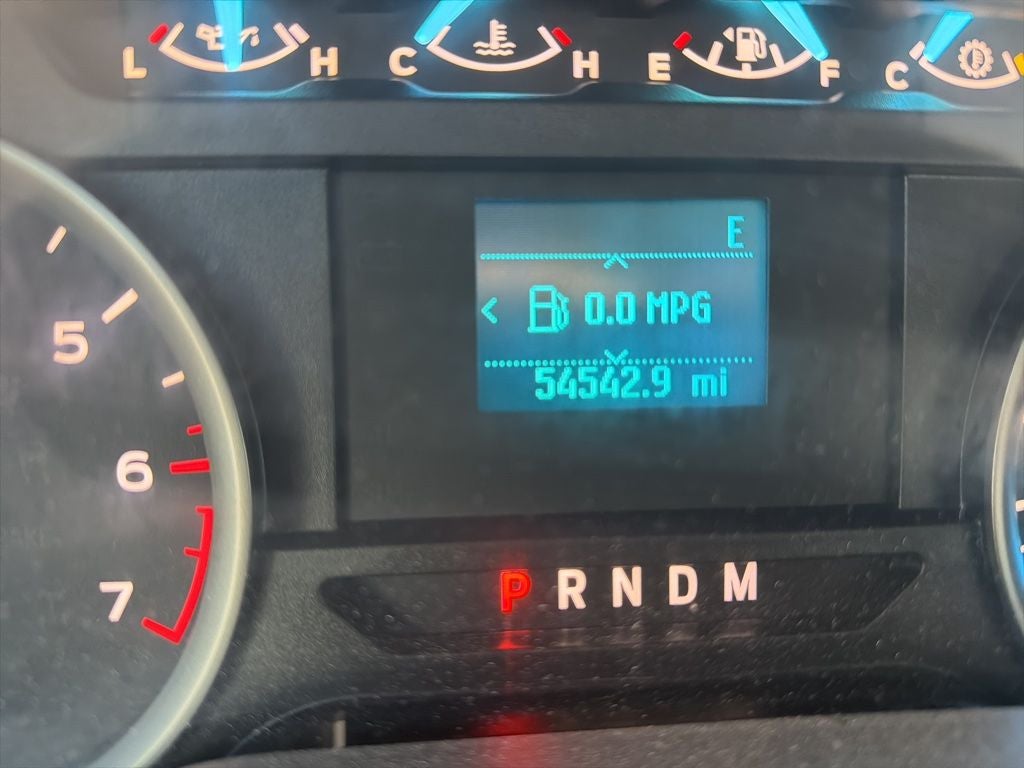 L H C H E F C
E
< 0.0 MPG
54542.9 mi
5
6
7
P R N D M